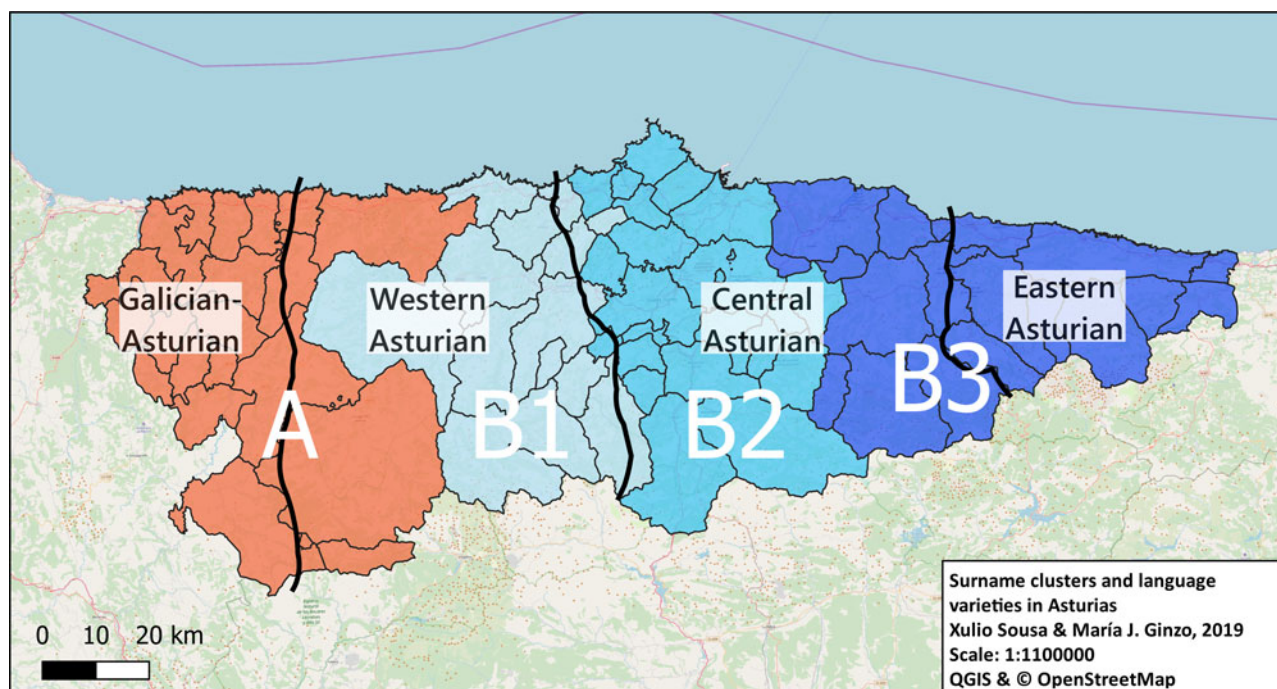 Galician-
Asturian
Western
Asturian
Central
Asturian
Eastern
Asturian
A
B1
B2
B3
0 10 20 km
Surname clusters and language
varieties in Asturias
Xulio Sousa & María J. Ginzo, 2019
Scale: 1:1100000
QGIS & © OpenStreetMap